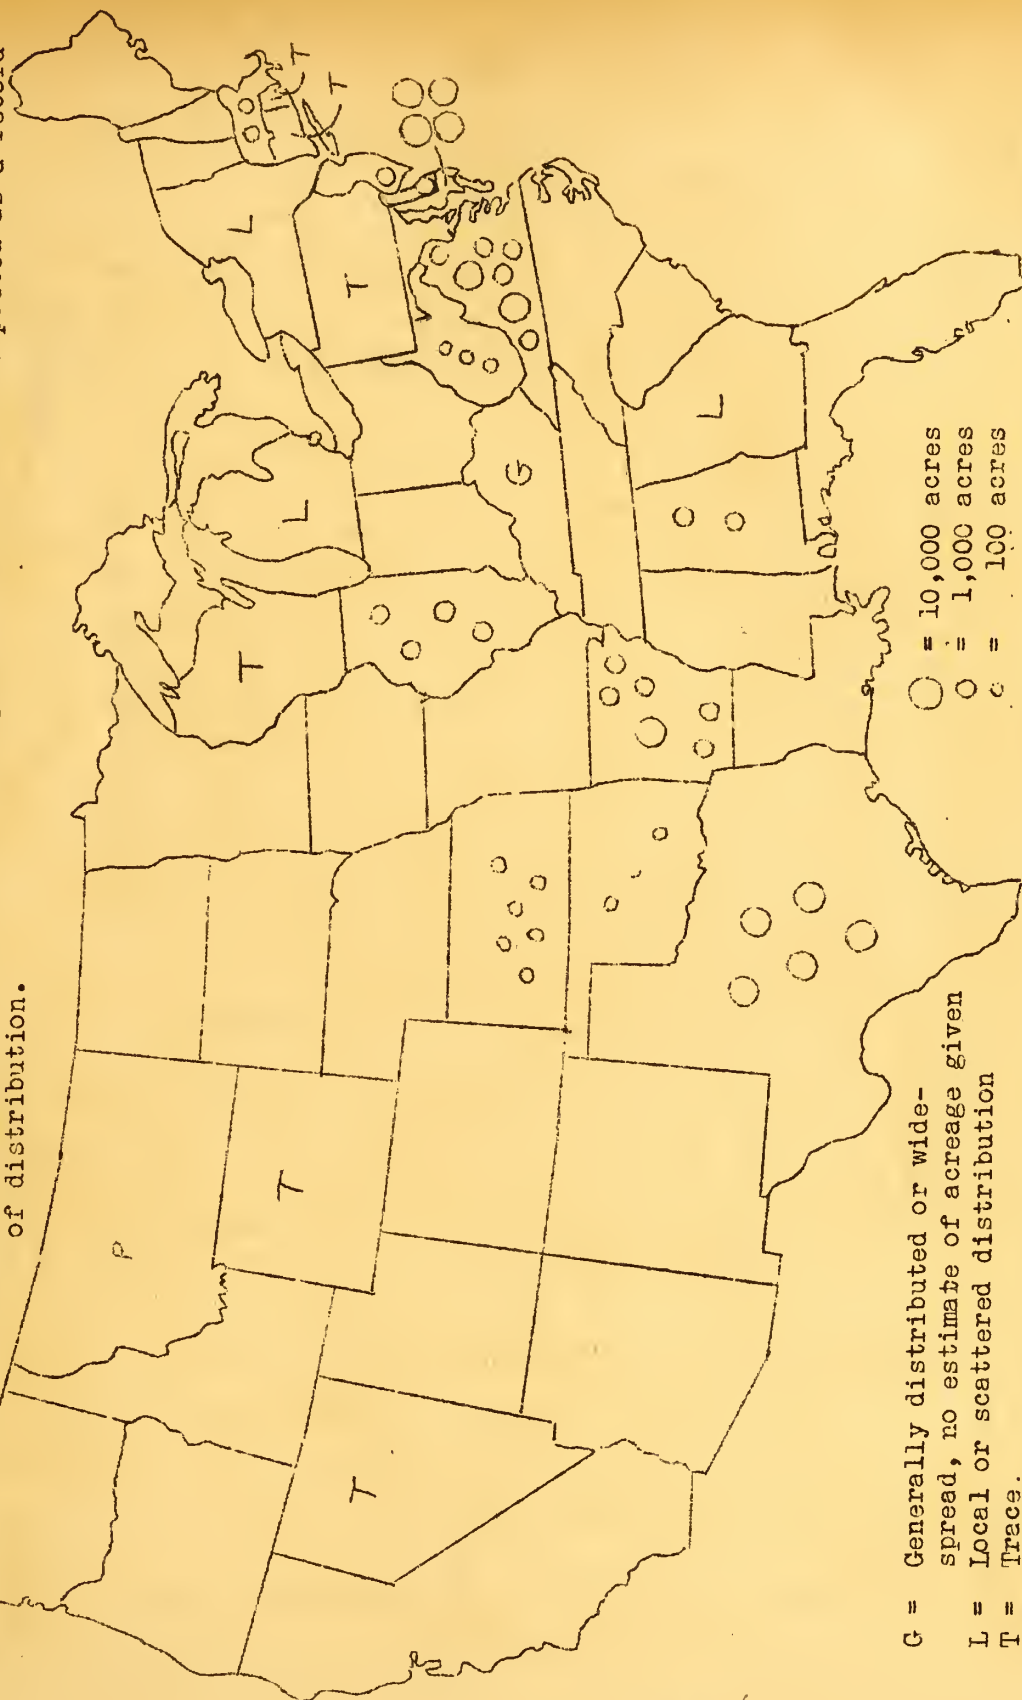 of distribution.
T
T
L
T
L
T
G
L
P
T
T
○ = 10,000 acres
○ = 1,000 acres
○ = 100 acres
G = Generally distributed or wide-
spread, no estimate of acreage given
L = Local or scattered distribution
T = Trace.